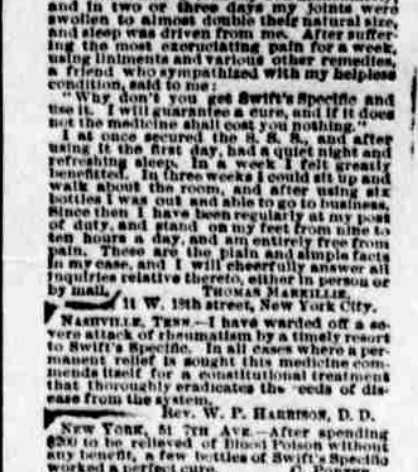 and in two or three days my joints were
swollen to almost double their natural size,
and sleep was driven from me. After suffer-
ing the most excruciating pain for a week,
using liniments and various other remedies,
a friend who sympathized with my helpless
condition, said to me:
"Why don't you get Swift's Specific and
use it. I will guarantee a cure, and if it does
not the medicine shall cost you nothing."
I at once secured the S. S. S., and after
using it the first day, had a quiet night and
refreshing sleep. In a week I felt greatly
benefitted. In three weeks I could sit up and
walk about the room, and after using six
bottles I was out and able to go to business.
Since then I have been regularly at my post
of duty, and stand on my feet from nine to
ten hours a day, and am entirely free from
pain. These are the plain and simple facts
in my case, and I will cheerfully answer all
inquiries relative thereto, either in person or
by mail. THOMAS MARKILLIE,
11 W. 18th street, New York City.
NASHVILLE, TENN.—I have warded off a se-
vere attack of rheumatism by a timely resort
to Swift's Specific. In all cases where a per-
manent relief is sought this medicine com-
mends itself for a constitutional treatment
that thoroughly eradicates the eeds of dis-
ease from the system.
Rev. W. P. HARRISON, D. D.
NEW YORK, 51 7TH AVE.—After spending
$200 to be relieved of Blood Poison without
any benefit, a few bottles of Swift's Specific
worked a perfect cure. C.